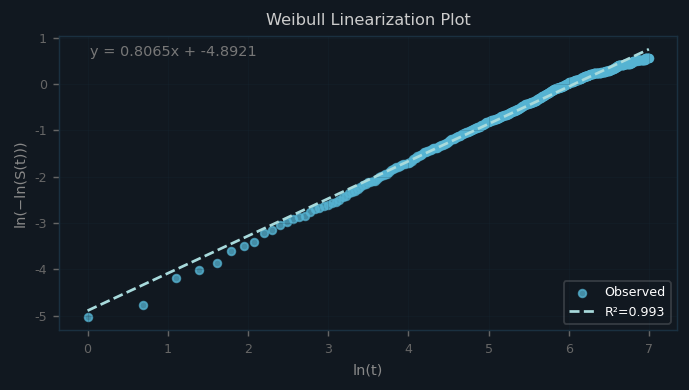 Weibull Linearization Plot
y = 0.8065x + -4.8921
ln(−ln(S(t)))
1
0
-1
-2
-3
-4
-5
0 1 2 3 4 5 6 7
ln(t)
Observed
R²=0.993